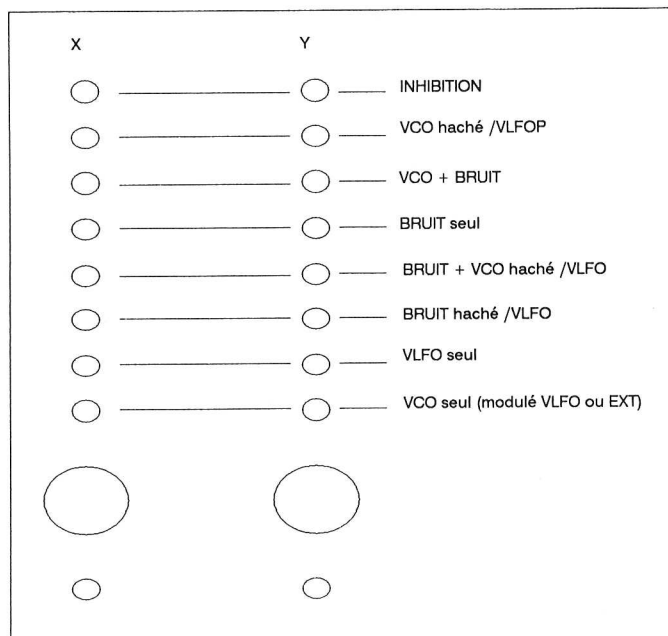 X Y
INHIBITION
VCO haché /VLFOP
VCO + BRUIT
BRUIT seul
BRUIT + VCO haché /VLFO
BRUIT haché /VLFO
VLFO seul
VCO seul (modulé VLFO ou EXT)